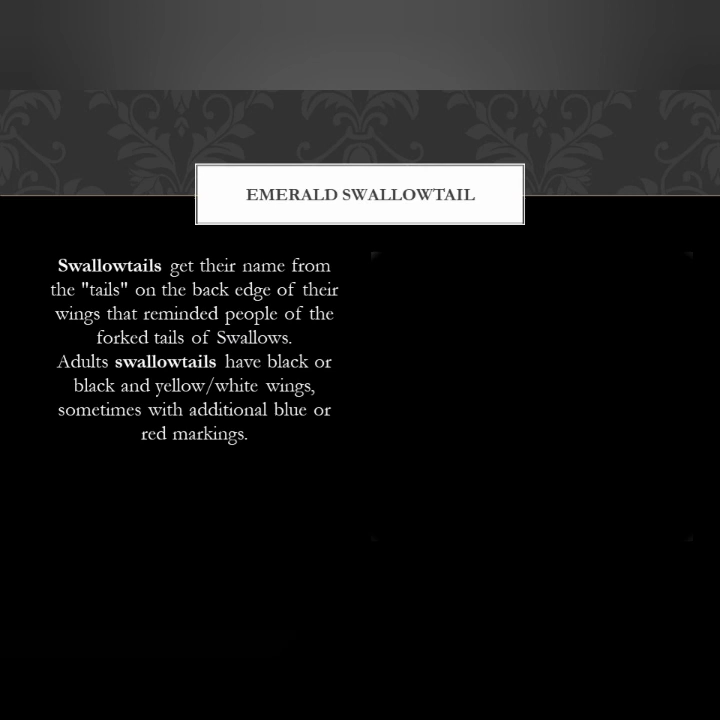 EMERALD SWALLOWTAIL
Swallowtails get their name from
the "tails" on the back edge of their
wings that reminded people of the
forked tails of Swallows.
Adults swallowtails have black or
black and yellow/white wings,
sometimes with additional blue or
red markings.